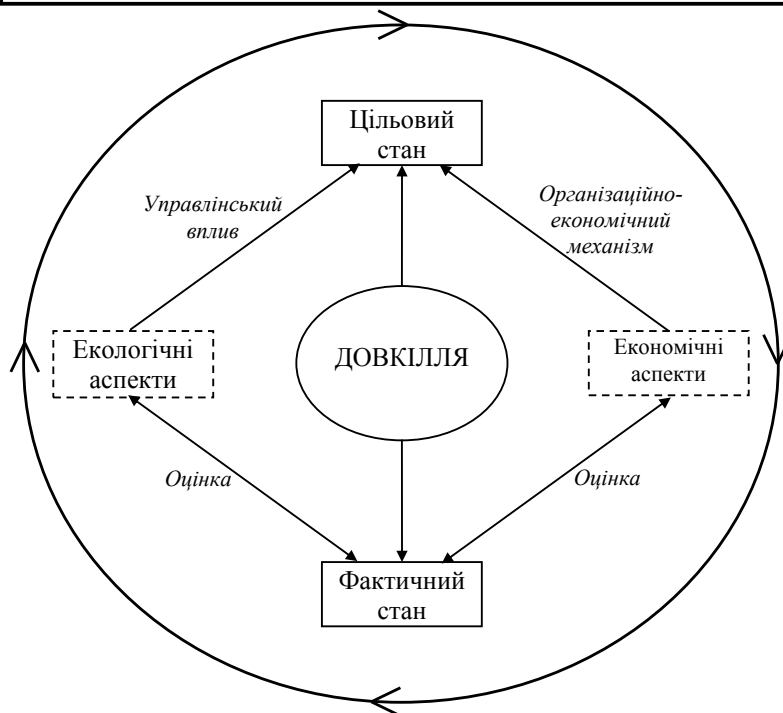 Цільовий
стан
Управлінський
вплив
Організаційно-
економічний
механізм
Екологічні
аспекти
ДОВКІЛЛЯ
Економічні
аспекти
Оцінка
Оцінка
Фактичний
стан